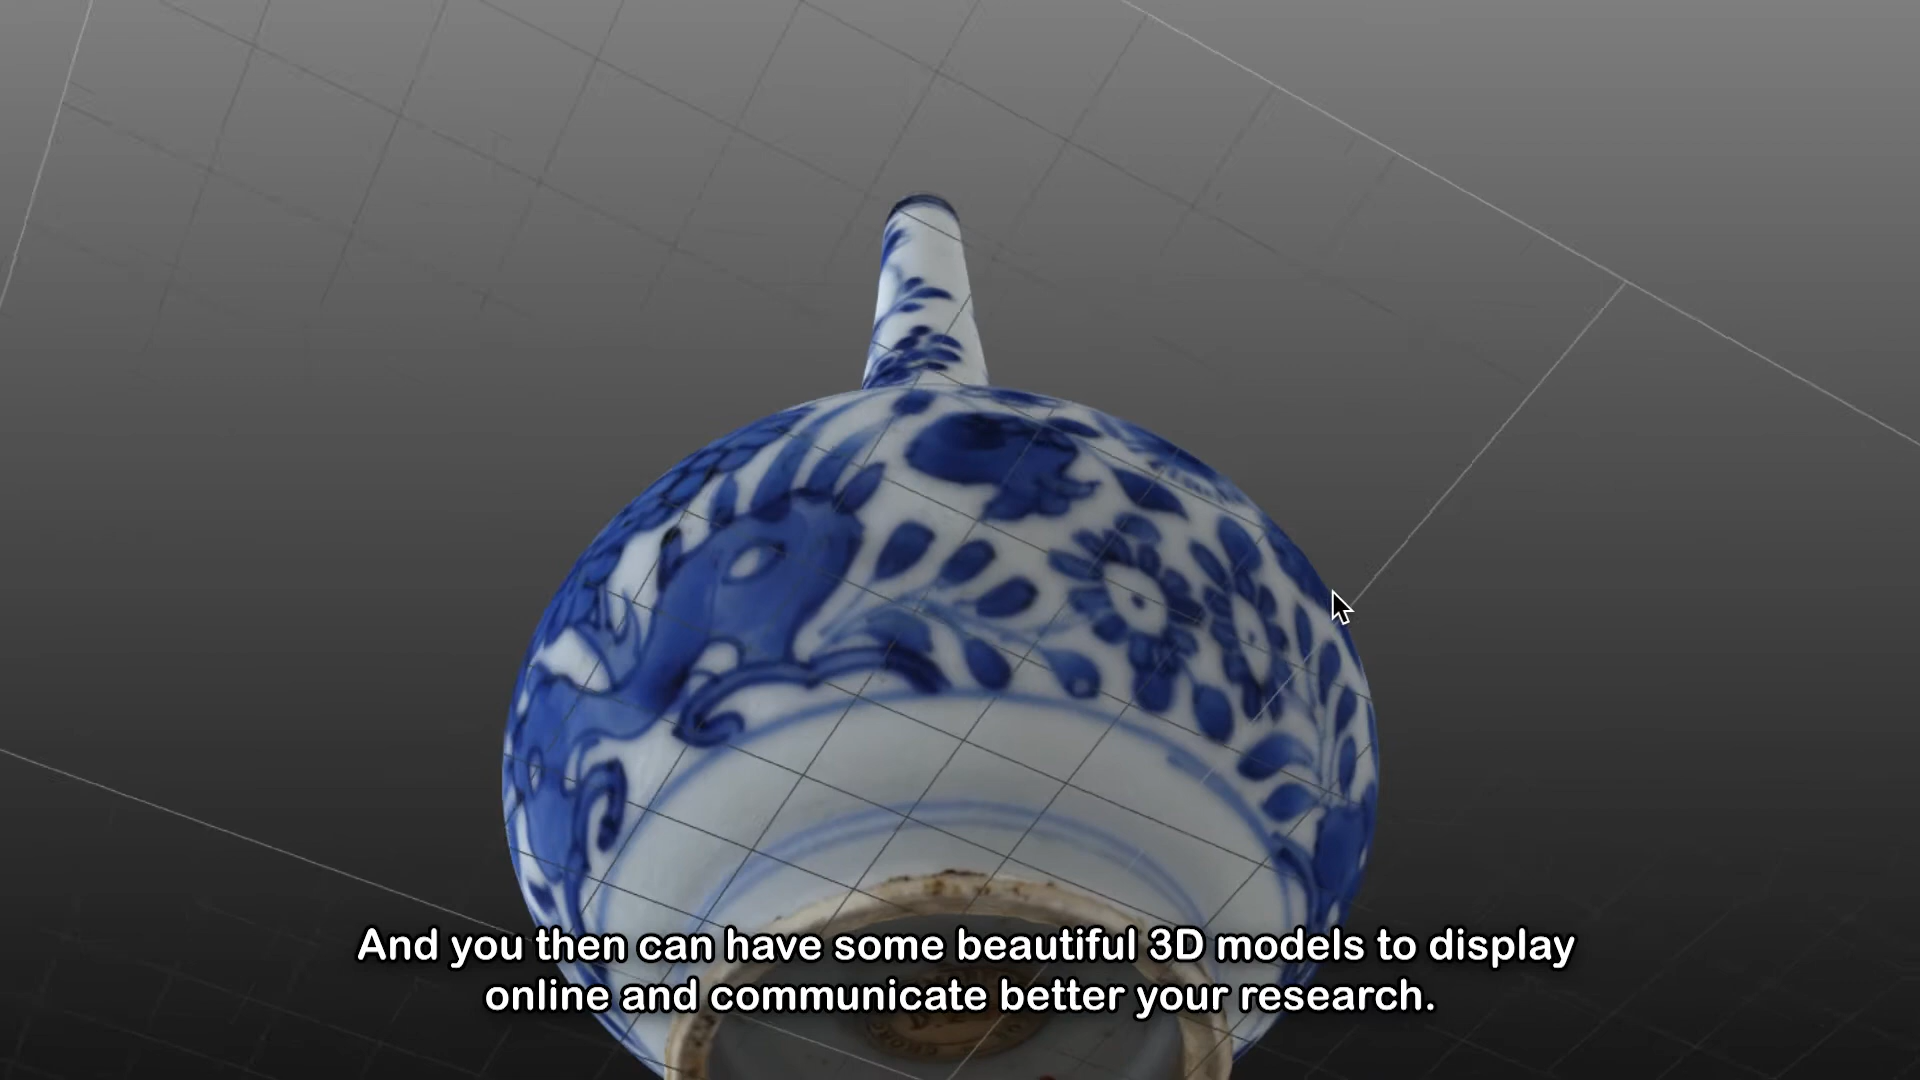 And you then can have some beautiful 3D models to display
online and communicate better your research.